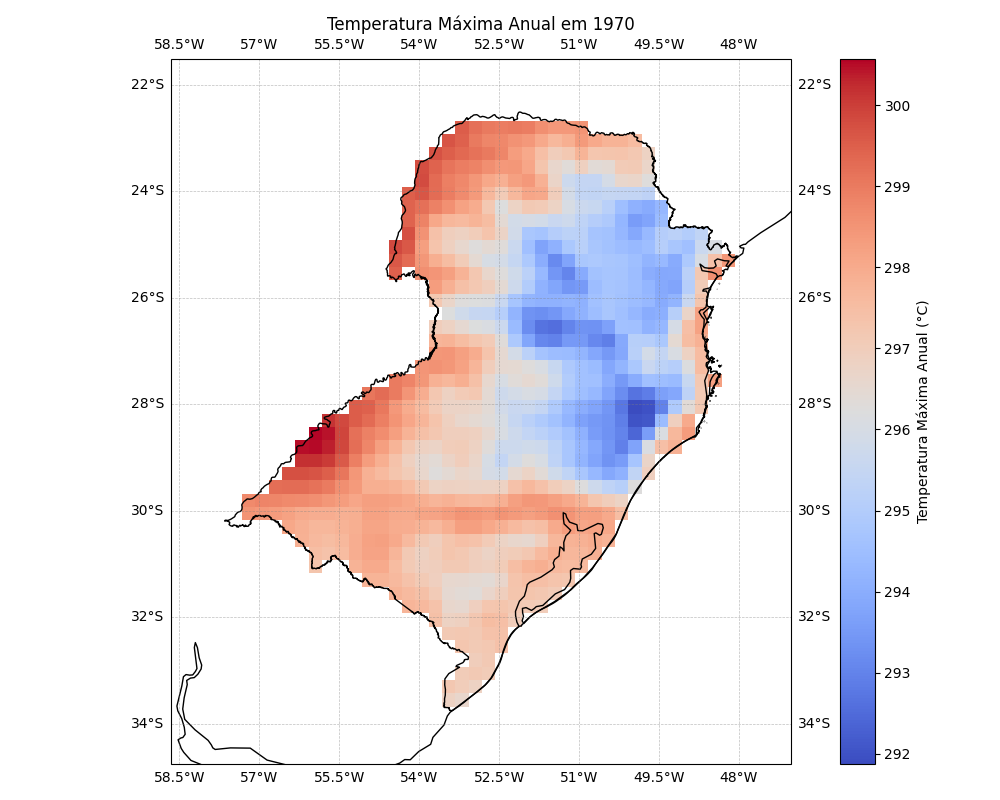 Temperatura Máxima Anual em 1970
58.5°W 57°W 55.5°W 54°W 52.5°W 51°W 49.5°W 48°W
22°S 22°S
24°S 24°S
26°S 26°S
28°S 28°S
30°S 30°S
32°S 32°S
34°S 34°S
58.5°W 57°W 55.5°W 54°W 52.5°W 51°W 49.5°W 48°W
300
299
298
297
296
295
294
293
292
Temperatura Máxima Anual (°C)